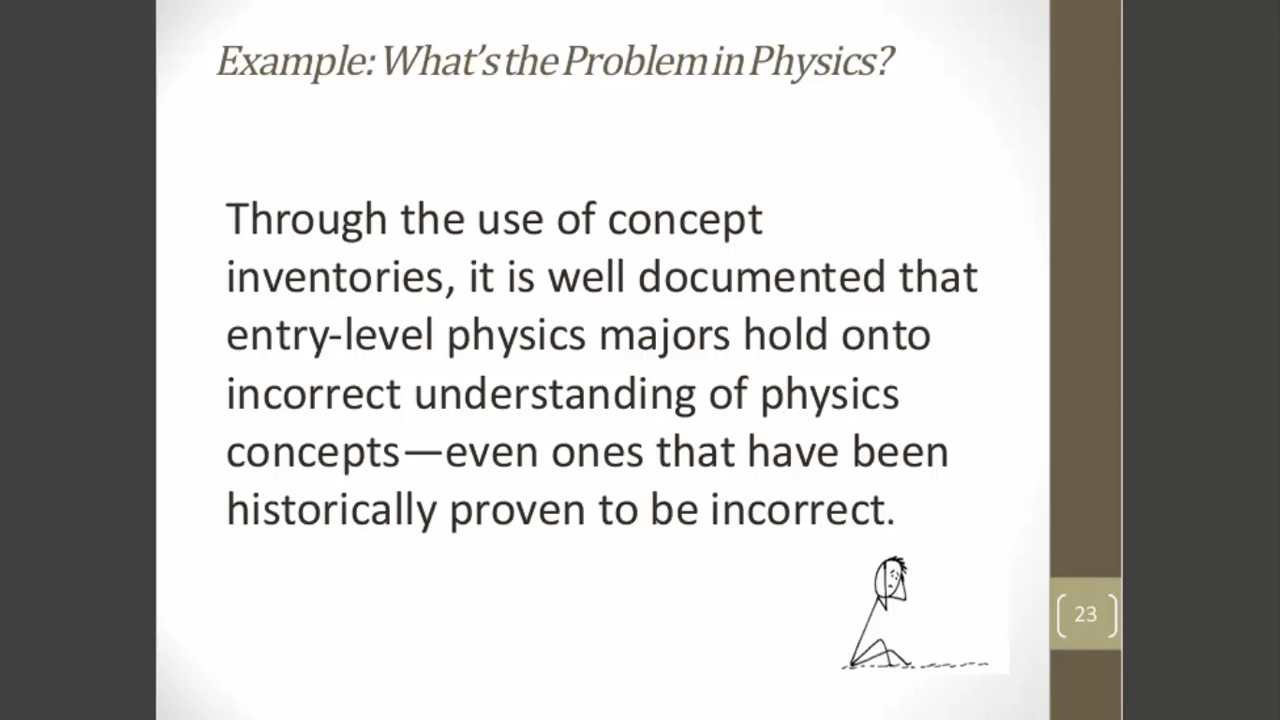 Example: What's the Problem in Physics?
Through the use of concept
inventories, it is well documented that
entry-level physics majors hold onto
incorrect understanding of physics
concepts—even ones that have been
historically proven to be incorrect.
23